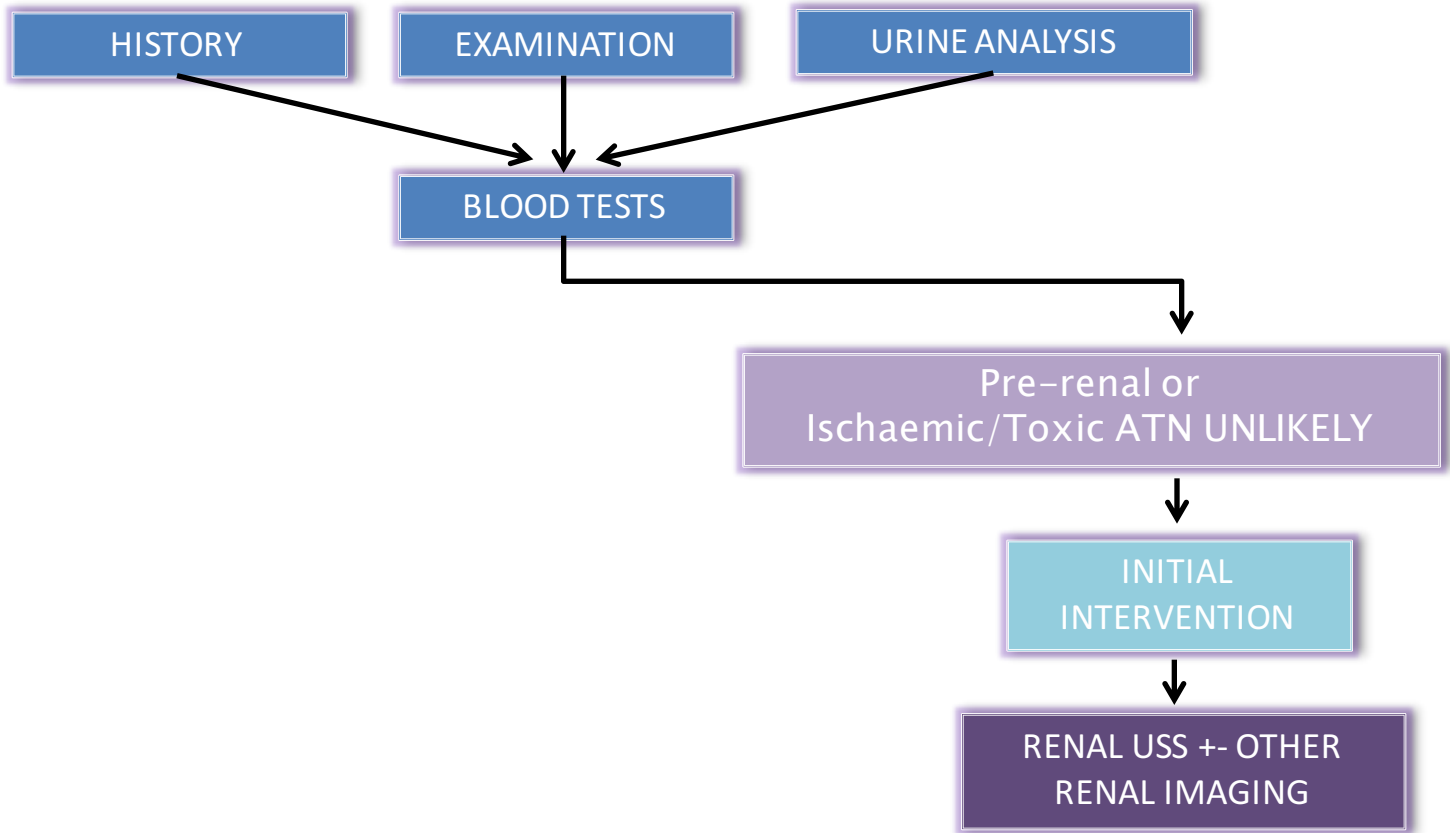 HISTORY
EXAMINATION
URINE ANALYSIS
BLOOD TESTS
Pre-renal or
Ischaemic/Toxic ATN UNLIKELY
INITIAL
INTERVENTION
RENAL USS +- OTHER
RENAL IMAGING